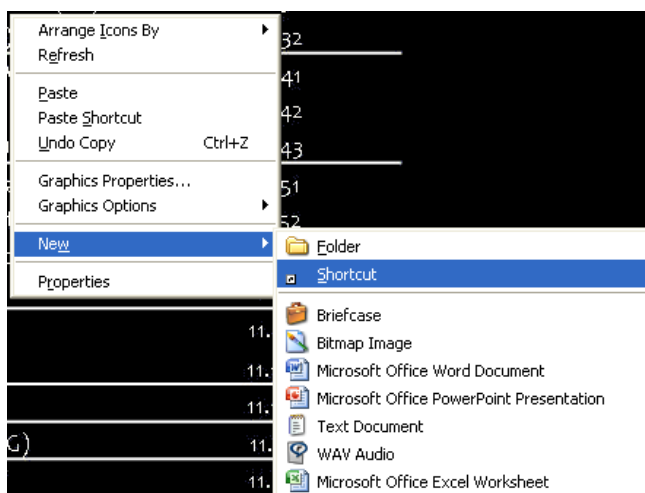 Arrange Icons By
Refresh
Paste
Paste Shortcut
Undo Copy Ctrl+Z
Graphics Properties...
Graphics Options
New
Properties
32
41
42
43
51
52
Folder
Shortcut
Briefcase
Bitmap Image
Microsoft Office Word Document
Microsoft Office PowerPoint Presentation
Text Document
WAV Audio
Microsoft Office Excel Worksheet
11.
11.
11.
G) 11.
11.